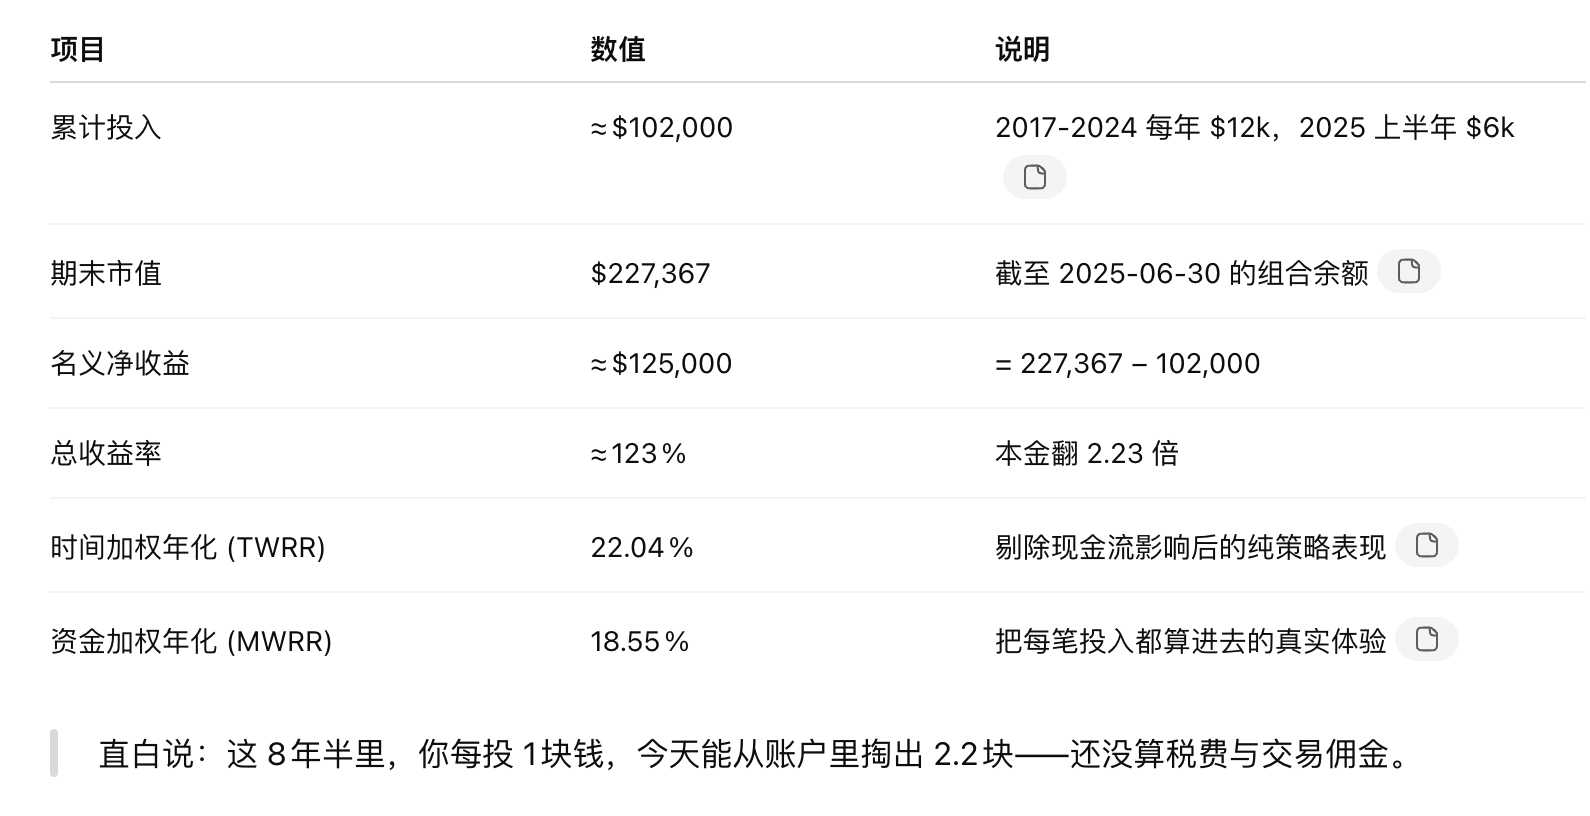 项目 数值 说明
累计投入 ≈$102,000 2017-2024 每年 $12k，2025 上半年 $6k
期末市值 $227,367 截至 2025-06-30 的组合余额
名义净收益 ≈$125,000 = 227,367 − 102,000
总收益率 ≈123% 本金翻 2.23 倍
时间加权年化 (TWRR) 22.04% 剔除现金流影响后的纯策略表现
资金加权年化 (MWRR) 18.55% 把每笔投入都算进去的真实体验
直白说：这 8年半里，你每投 1块钱，今天能从账户里掏出 2.2块——还没算税费与交易佣金。